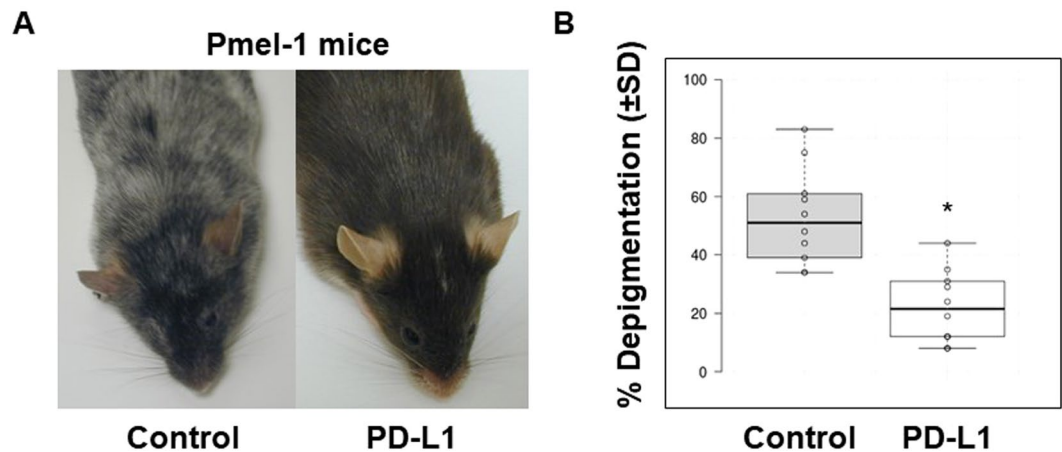 A
Pmel-1 mice
Control
PD-L1
B
% Depigmentation (±SD)
100
80
60
40
20
0
*
Control
PD-L1